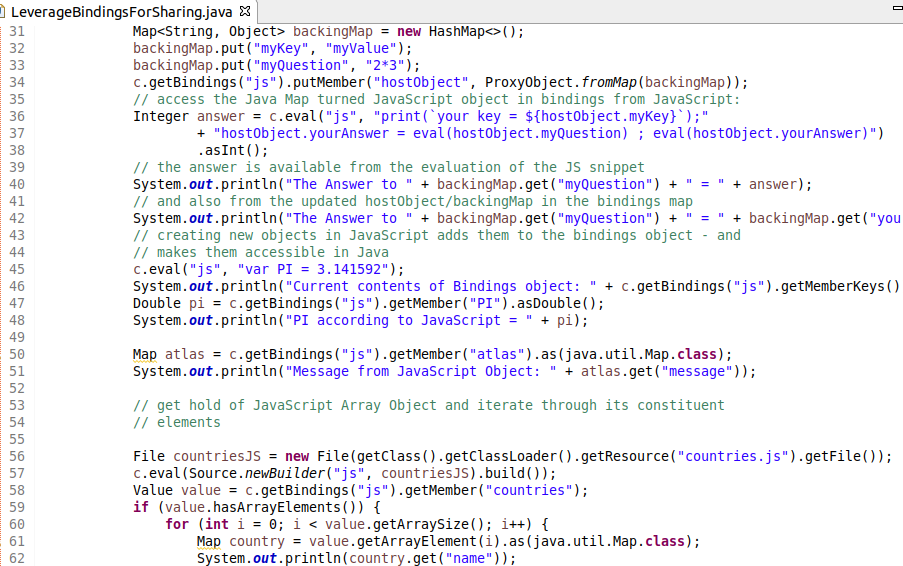 LeverageBindingsForSharing.java
31 Map<String, Object> backingMap = new HashMap<>();
32 backingMap.put("myKey", "myValue");
33 backingMap.put("myQuestion", "2*3");
34 c.getBindings("js").putMember("hostObject", ProxyObject.fromMap(backingMap));
35 // access the Java Map turned JavaScript object in bindings from JavaScript:
36 Integer answer = c.eval("js", "print(`your key = ${hostObject.myKey}`);"
37 + "hostObject.yourAnswer = eval(hostObject.myQuestion) ; eval(hostObject.yourAnswer)")
38 .asInt();
39 // the answer is available from the evaluation of the JS snippet
40 System.out.println("The Answer to " + backingMap.get("myQuestion") + " = " + answer);
41 // and also from the updated hostObject/backingMap in the bindings map
42 System.out.println("The Answer to " + backingMap.get("myQuestion") + " = " + backingMap.get("you
43 // creating new objects in JavaScript adds them to the bindings object - and
44 // makes them accessible in Java
45 c.eval("js", "var PI = 3.141592");
46 System.out.println("Current contents of Bindings object: " + c.getBindings("js").getMemberKeys()
47 Double pi = c.getBindings("js").getMember("PI").asDouble();
48 System.out.println("PI according to JavaScript = " + pi);
49
50 Map atlas = c.getBindings("js").getMember("atlas").as(java.util.Map.class);
51 System.out.println("Message from JavaScript Object: " + atlas.get("message"));
52
53 // get hold of JavaScript Array Object and iterate through its constituent
54 // elements
55
56 File countriesJS = new File(getClass().getClassLoader().getResource("countries.js").getFile());
57 c.eval(Source.newBuilder("js", countriesJS).build());
58 Value value = c.getBindings("js").getMember("countries");
59 if (value.hasArrayElements()) {
60 for (int i = 0; i < value.getArraySize(); i++) {
61 Map country = value.getArrayElement(i).as(java.util.Map.class);
62 System.out.println(country.get("name"));